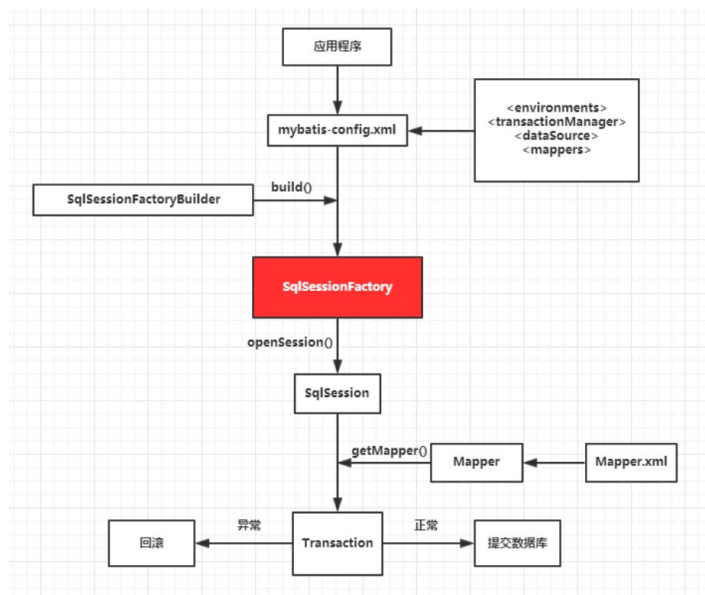 应用程序
mybatis-config.xml
<environments>
<transactionManager>
<dataSource>
<mappers>
SqlSessionFactoryBuilder
build()
SqlSessionFactory
openSession()
SqlSession
getMapper()
Mapper
Mapper.xml
回滚
异常
Transaction
正常
提交数据库